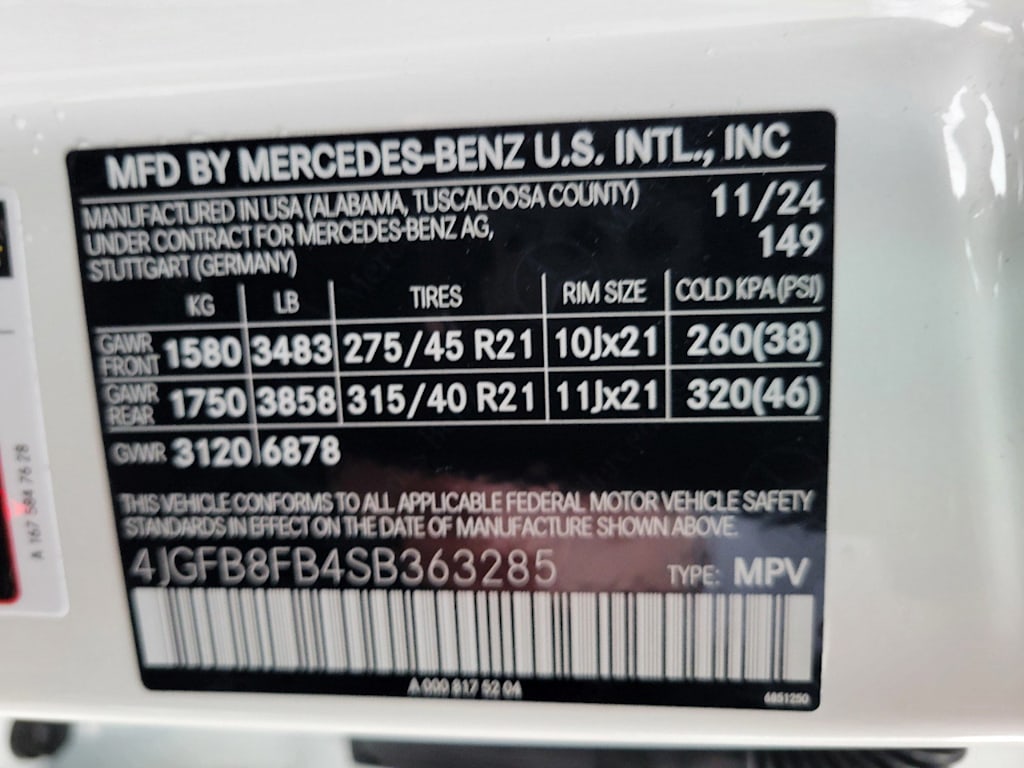 MFD BY MERCEDES-BENZ U.S. INTL., INC
MANUFACTURED IN USA (ALABAMA, TUSCALOOSA COUNTY) 11/24
UNDER CONTRACT FOR MERCEDES-BENZ AG, 149
STUTTGART (GERMANY)
KG LB TIRES RIM SIZE COLD KPA (PSI)
GAWR FRONT 1580 3483 275/45 R21 10Jx21 260(38)
GAWR REAR 1750 3858 315/40 R21 11Jx21 320(46)
GVWR 3120 6878
THIS VEHICLE CONFORMS TO ALL APPLICABLE FEDERAL MOTOR VEHICLE SAFETY
STANDARDS IN EFFECT ON THE DATE OF MANUFACTURE SHOWN ABOVE.
4JGFB8FB4SB363285 TYPE: MPV
A 000 817 52 04 6851250
A 167 584 76 28